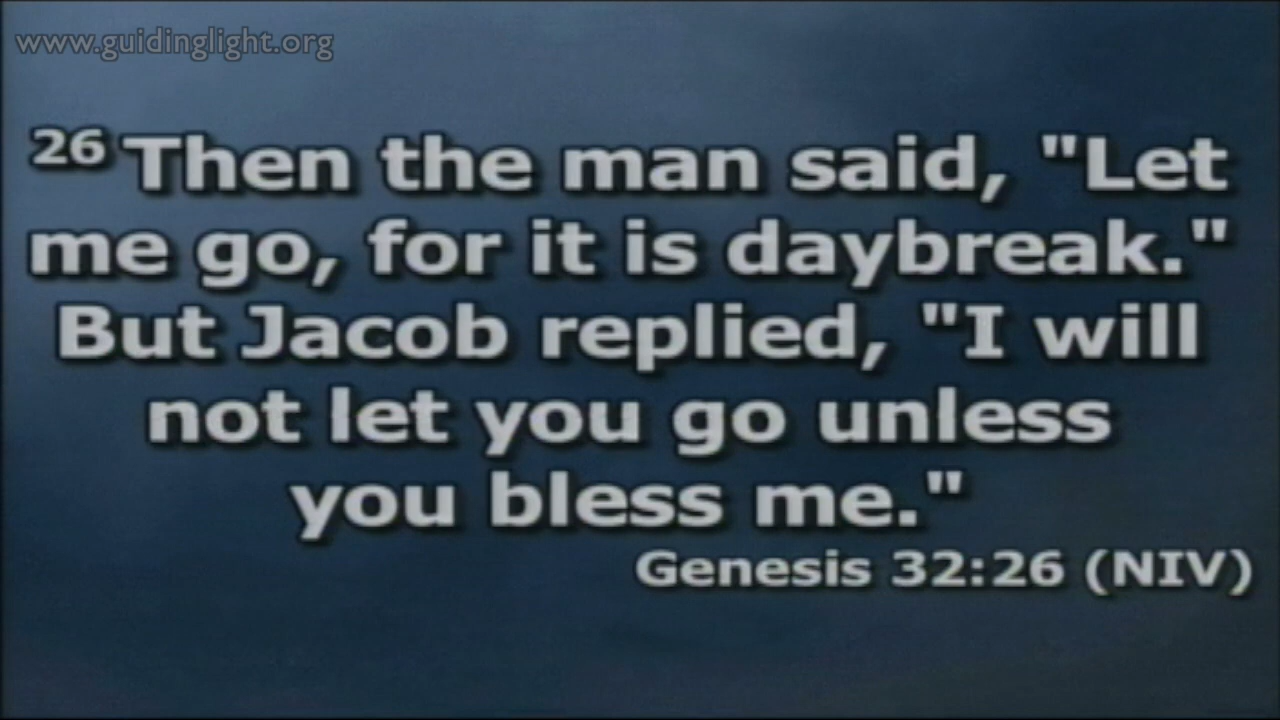 www.guidinglight.org
26 Then the man said, "Let
me go, for it is daybreak."
But Jacob replied, "I will
not let you go unless
you bless me."
Genesis 32:26 (NIV)